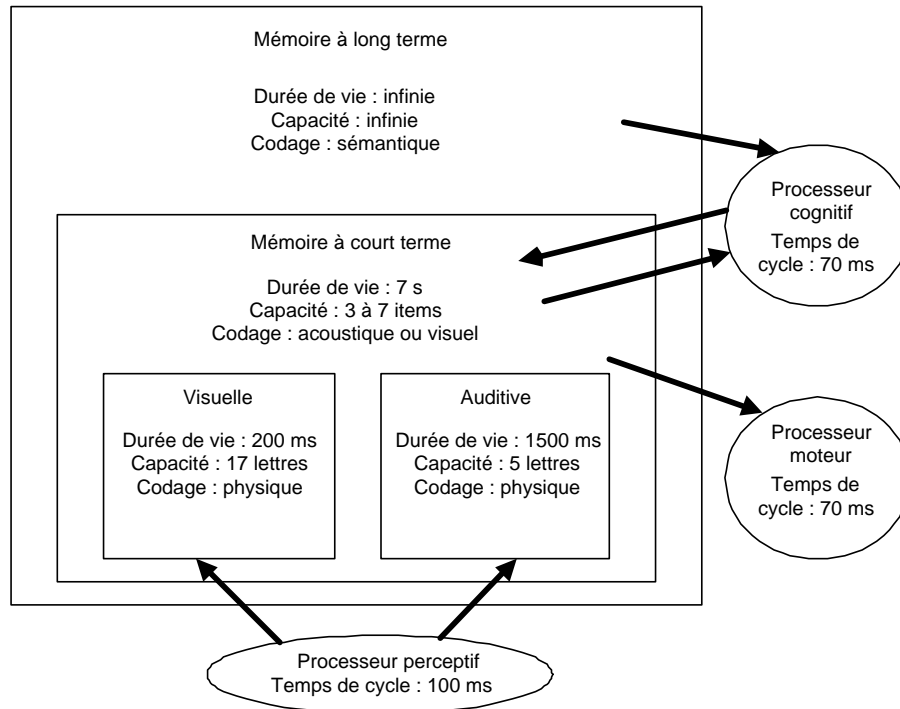 Mémoire à long terme
Durée de vie : infinie
Capacité : infinie
Codage : sémantique
Processeur
cognitif
Temps de
cycle : 70 ms
Mémoire à court terme
Durée de vie : 7 s
Capacité : 3 à 7 items
Codage : acoustique ou visuel
Visuelle
Durée de vie : 200 ms
Capacité : 17 lettres
Codage : physique
Auditive
Durée de vie : 1500 ms
Capacité : 5 lettres
Codage : physique
Processeur
moteur
Temps de
cycle : 70 ms
Processeur perceptif
Temps de cycle : 100 ms